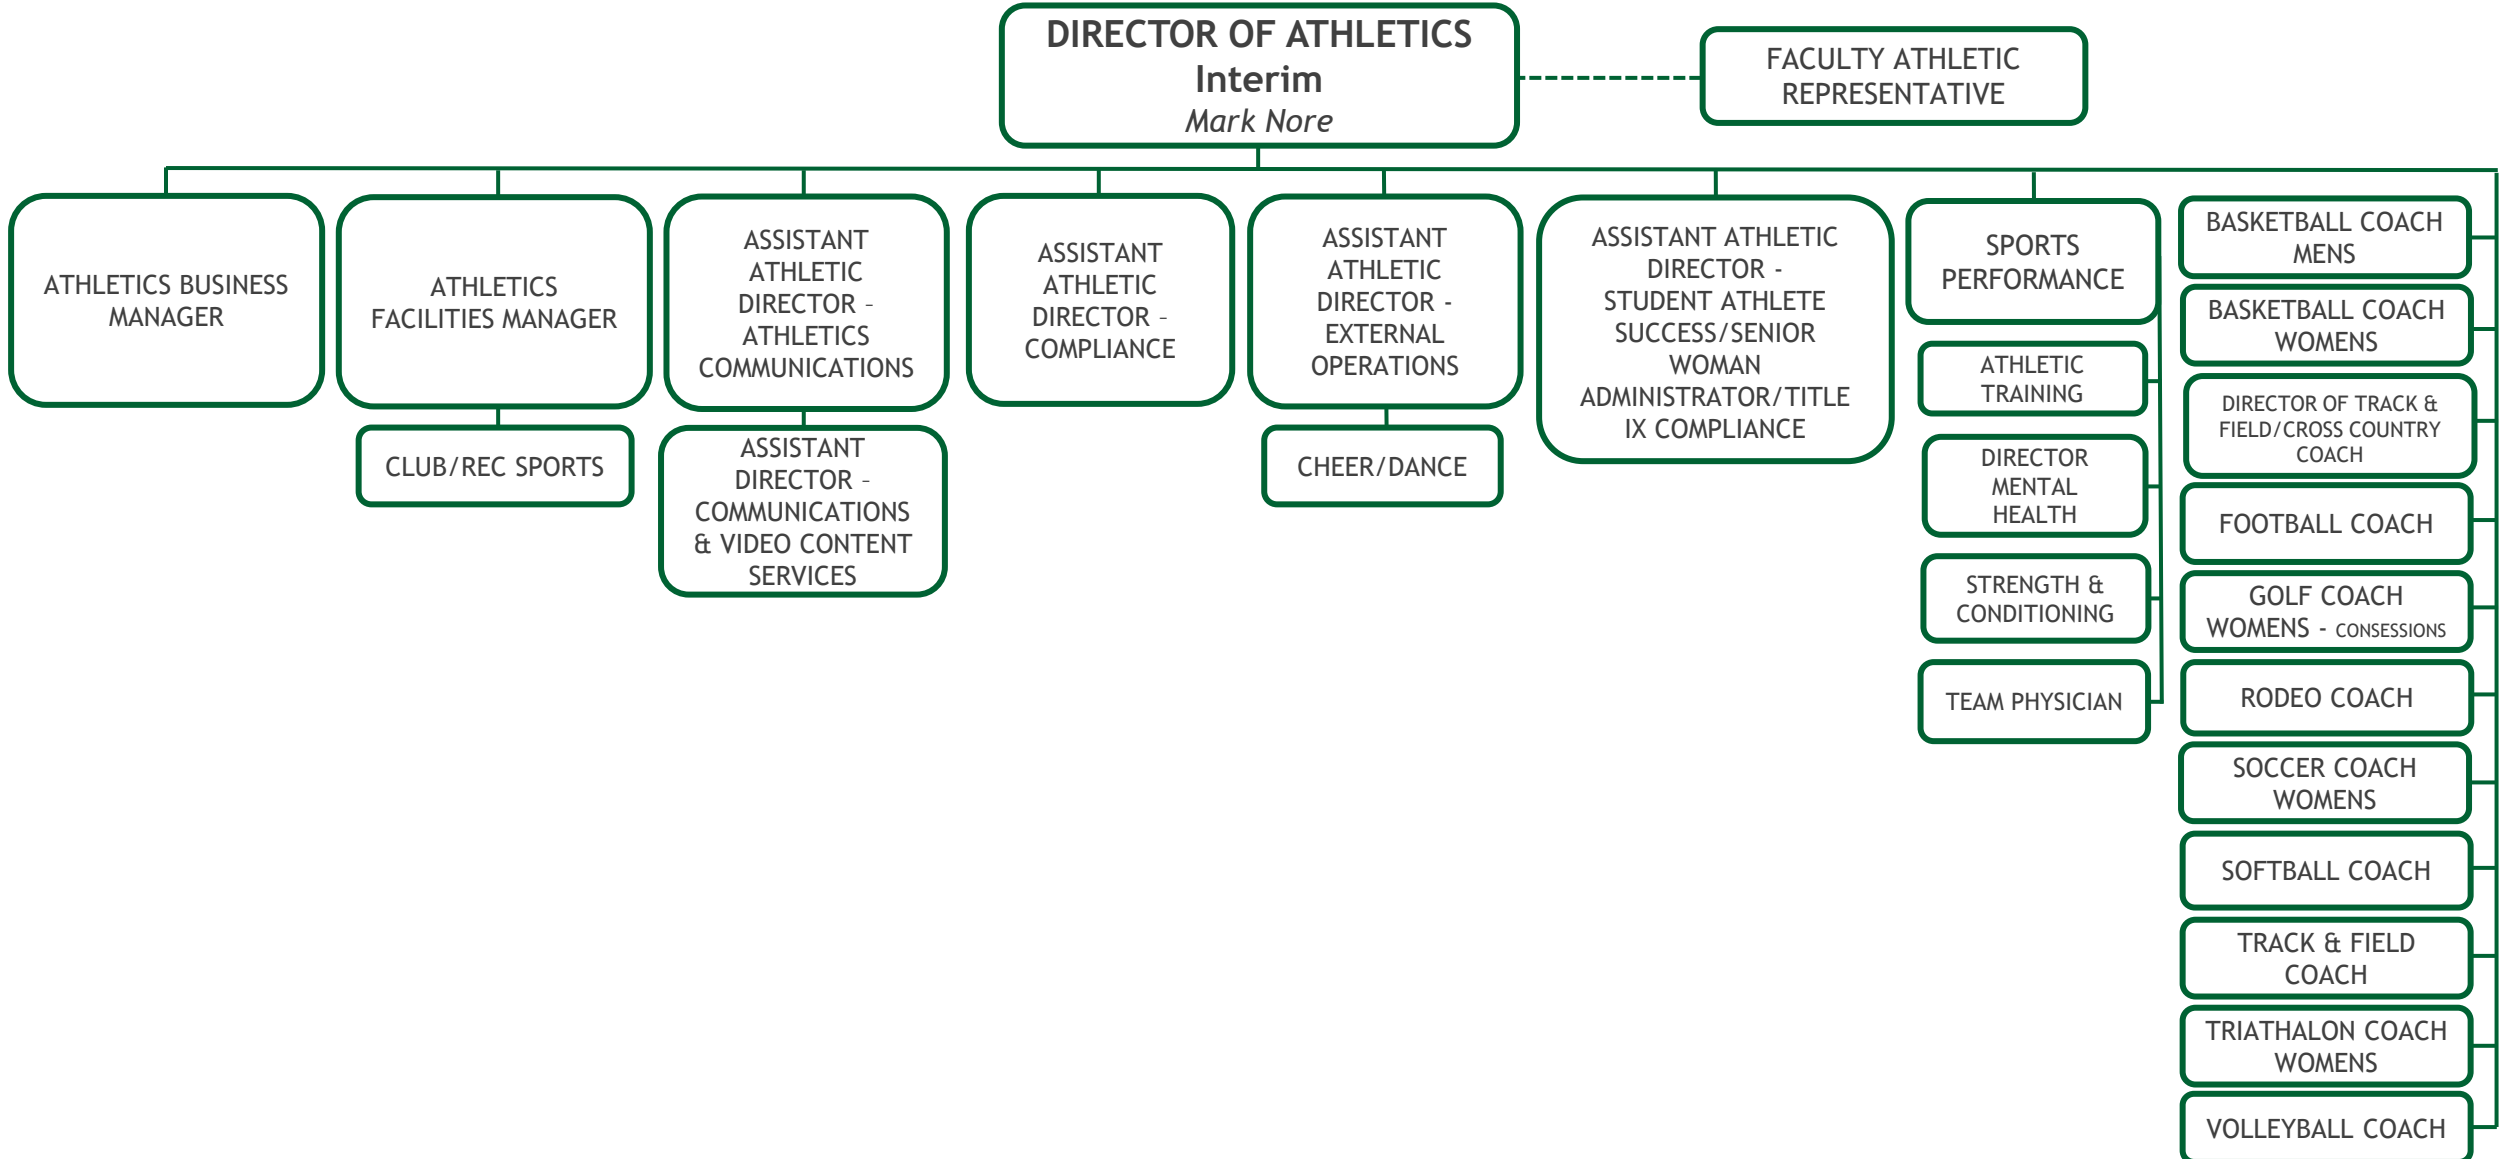 DIRECTOR OF ATHLETICS
Interim
Mark Nore
FACULTY ATHLETIC
REPRESENTATIVE
ATHLETICS BUSINESS
MANAGER
ATHLETICS
FACILITIES MANAGER
CLUB/REC SPORTS
ASSISTANT
ATHLETIC
DIRECTOR –
ATHLETICS
COMMUNICATIONS
ASSISTANT
DIRECTOR –
COMMUNICATIONS
& VIDEO CONTENT
SERVICES
ASSISTANT
ATHLETIC
DIRECTOR –
COMPLIANCE
ASSISTANT
ATHLETIC
DIRECTOR -
EXTERNAL
OPERATIONS
CHEER/DANCE
ASSISTANT ATHLETIC
DIRECTOR -
STUDENT ATHLETE
SUCCESS/SENIOR
WOMAN
ADMINISTRATOR/TITLE
IX COMPLIANCE
SPORTS
PERFORMANCE
ATHLETIC
TRAINING
DIRECTOR
MENTAL
HEALTH
STRENGTH &
CONDITIONING
TEAM PHYSICIAN
BASKETBALL COACH
MENS
BASKETBALL COACH
WOMENS
DIRECTOR OF TRACK &
FIELD/CROSS COUNTRY
COACH
FOOTBALL COACH
GOLF COACH
WOMENS - CONSESSIONS
RODEO COACH
SOCCER COACH
WOMENS
SOFTBALL COACH
TRACK & FIELD
COACH
TRIATHALON COACH
WOMENS
VOLLEYBALL COACH